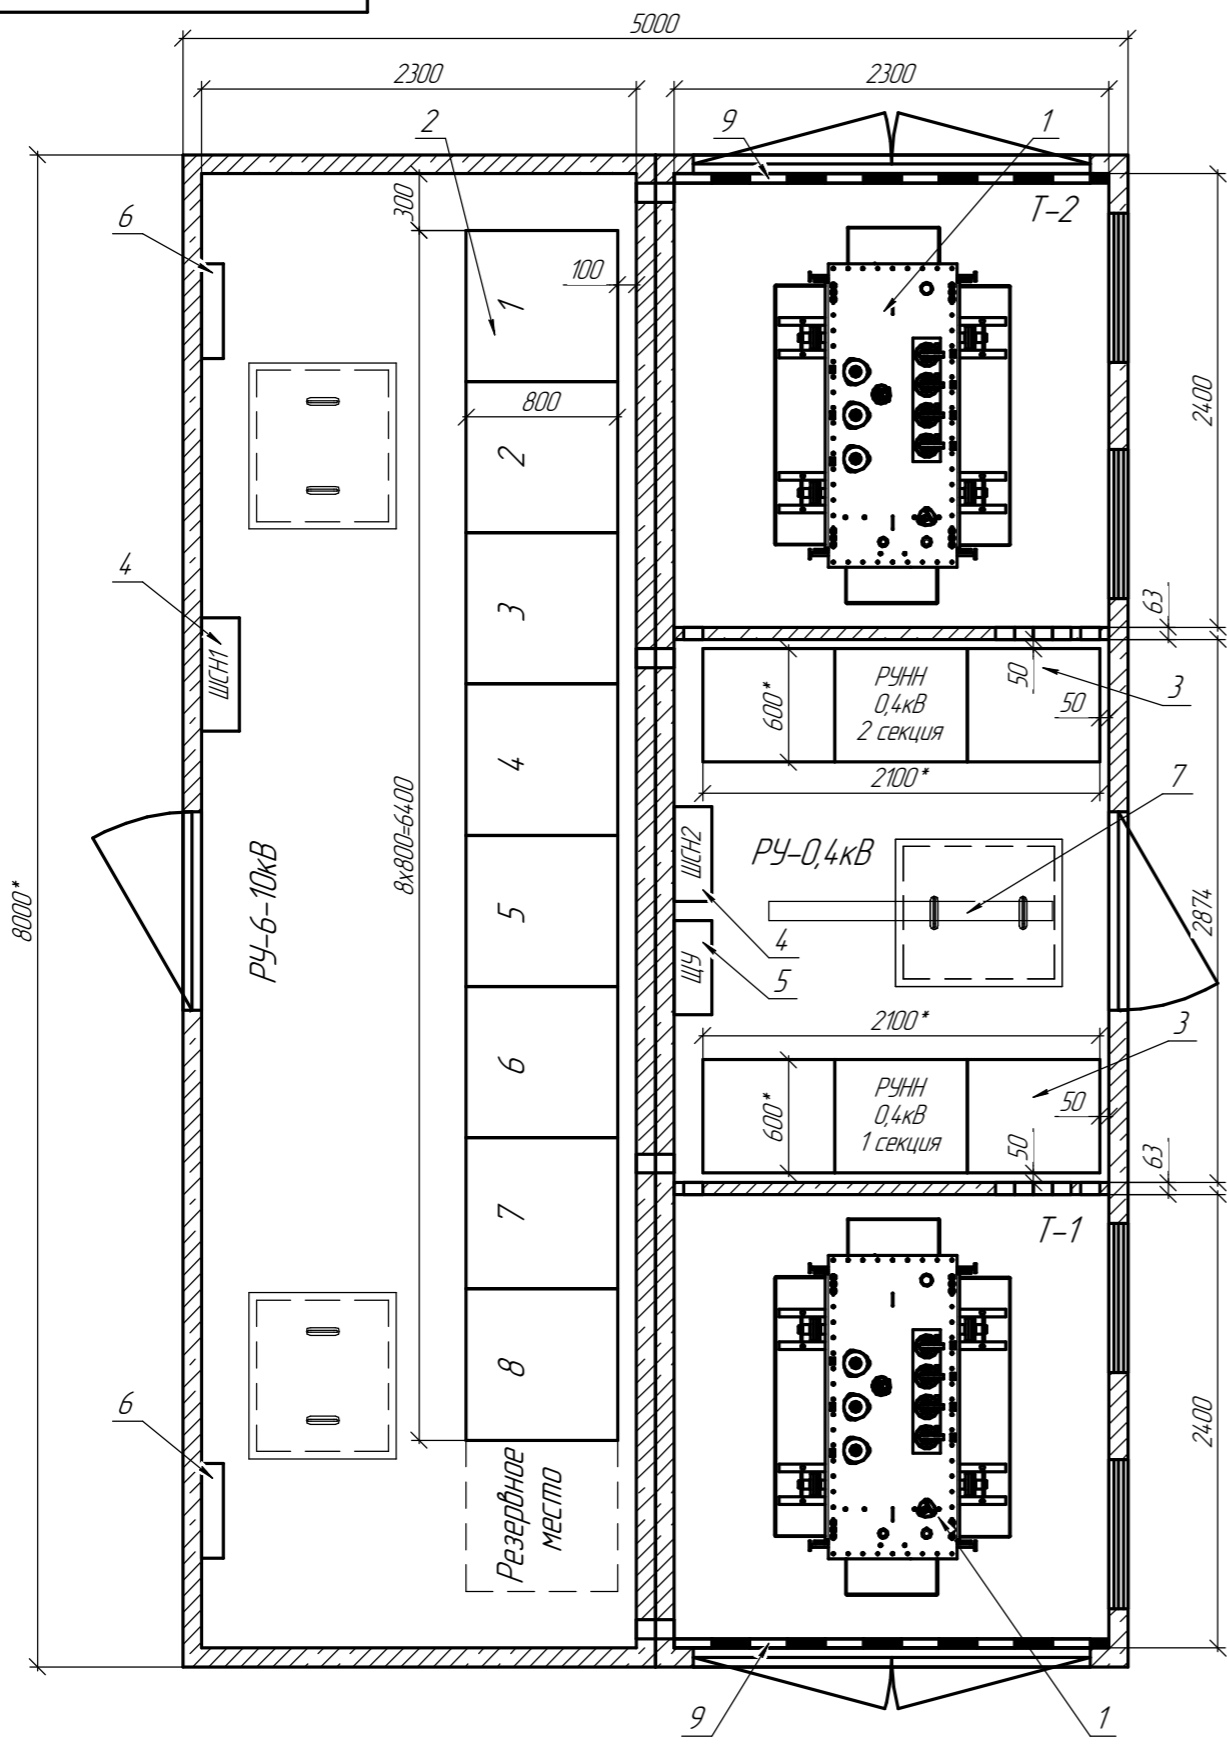 5000
2300
2300
2
9
1
6
300
100
Т-2
1
800
2
2400
4
3
63
ШСН1
50
3
РУНН
0,4кВ
2 секция
600*
50
4
2100*
7
8х800=6400
ШСН2
РУ-0,4кВ
РУ-6-10кВ
8000*
5
2874
4
ЩУ
5
2100*
3
6
РУНН
0,4кВ
1 секция
600*
50
50
63
7
Т-1
8
2400
6
Резервное
место
9
1